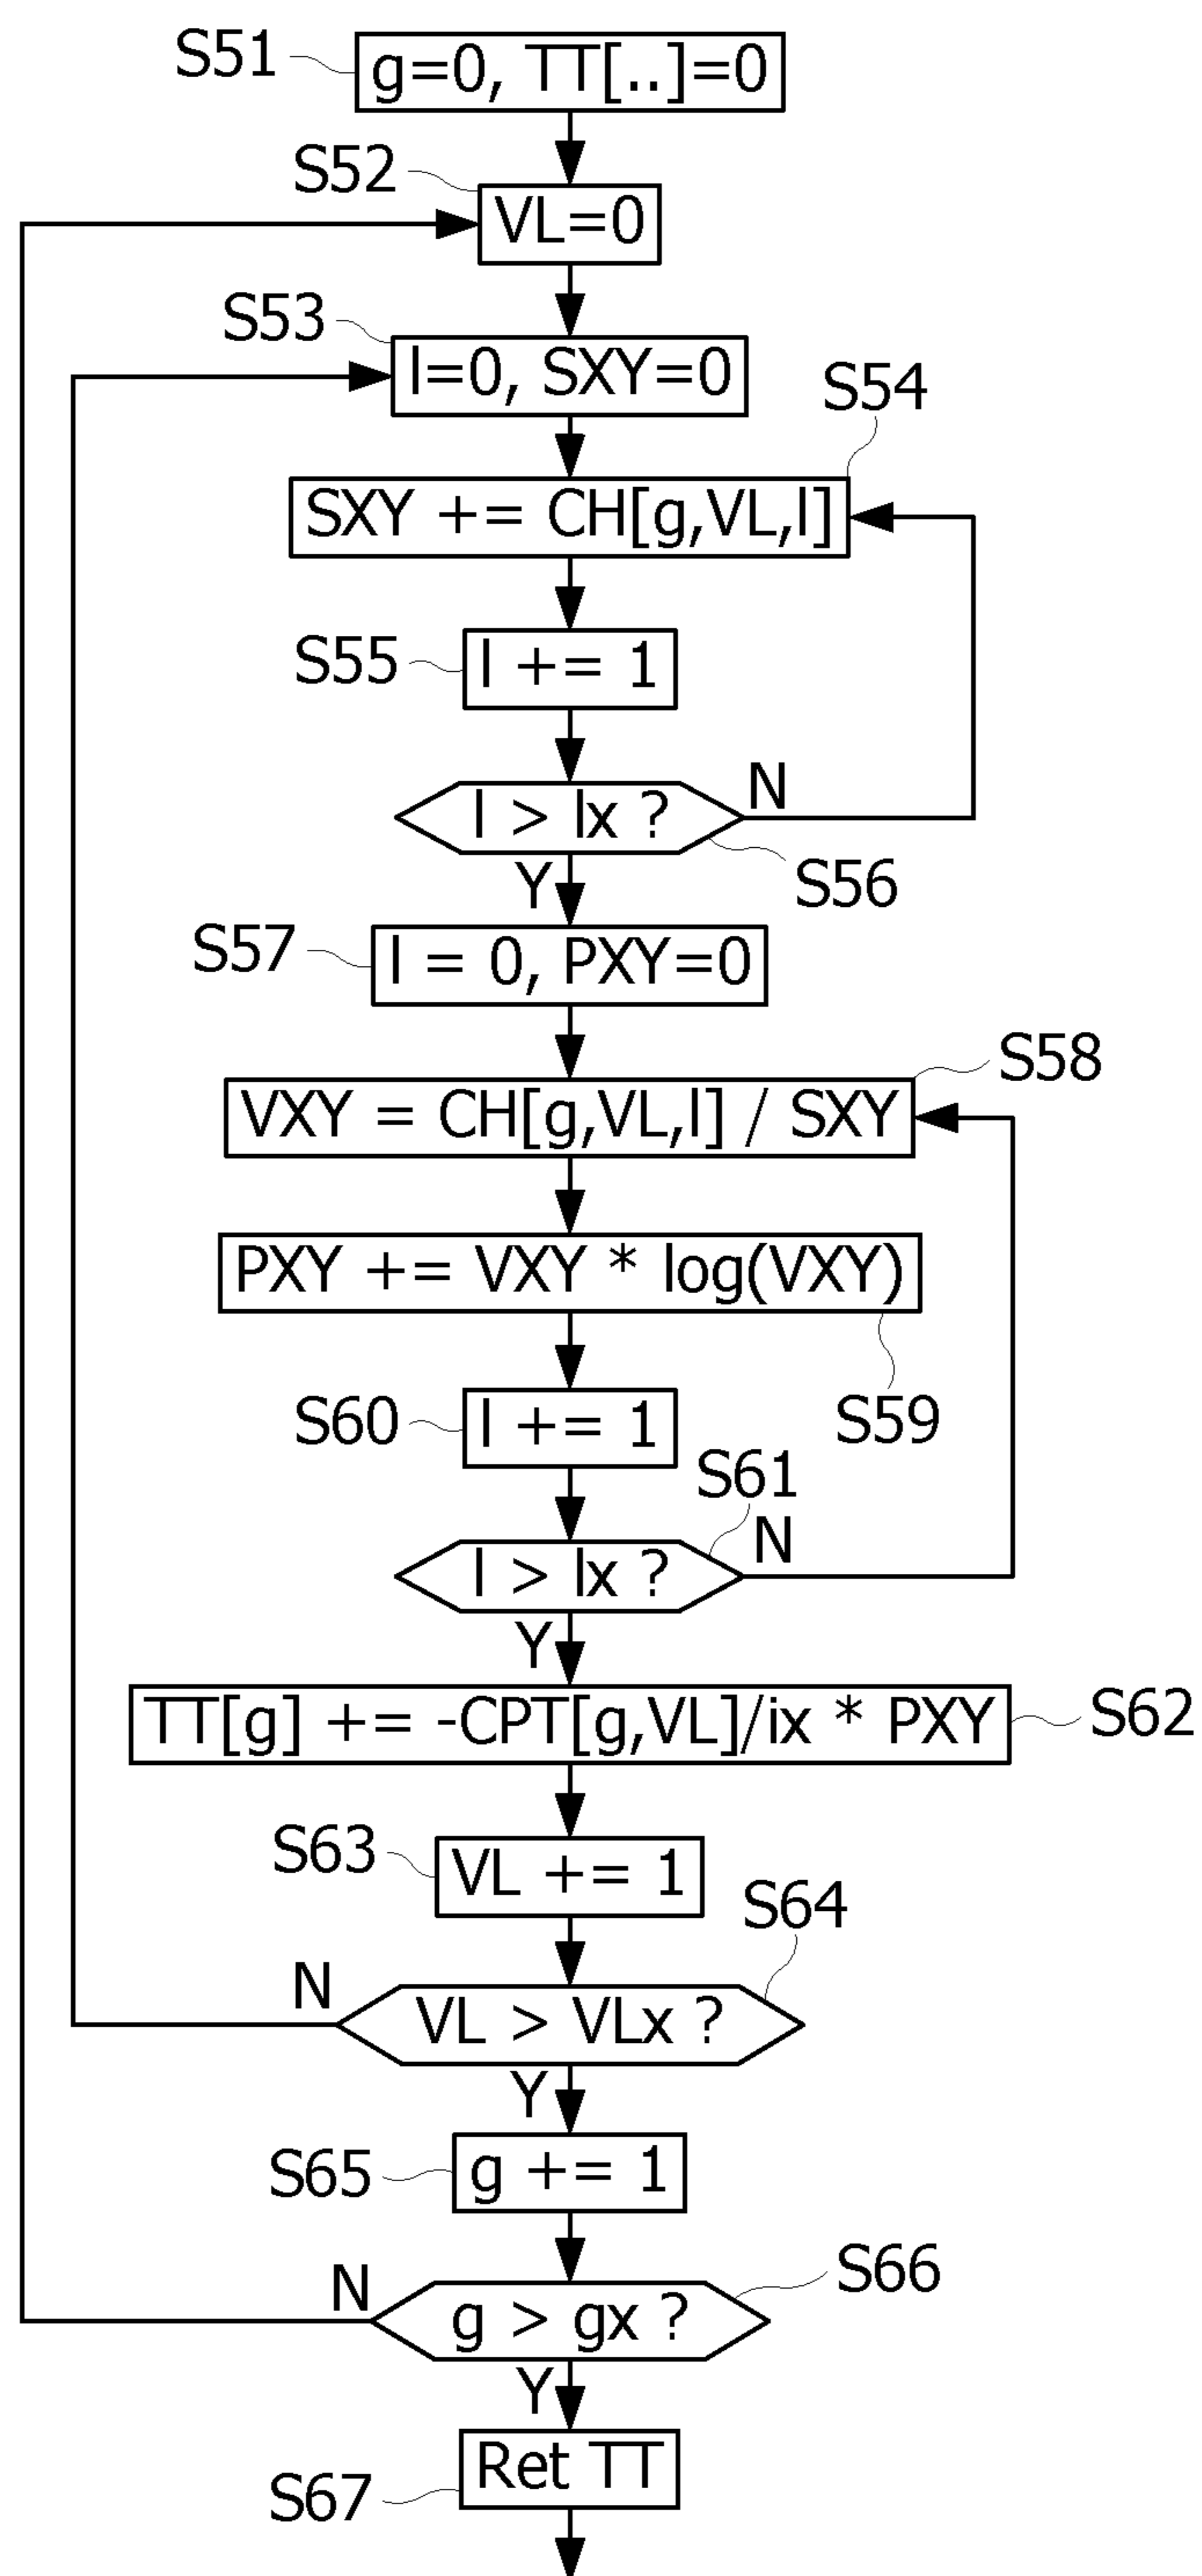 S51
g=0, TT[..]=0
S52
VL=0
S53
l=0, SXY=0
S54
SXY += CH[g,VL,l]
S55
l += 1
l > lx ?
N
S56
Y
S57
l = 0, PXY=0
S58
VXY = CH[g,VL,l] / SXY
PXY += VXY * log(VXY)
S59
S60
l += 1
S61
l > lx ?
N
Y
TT[g] += -CPT[g,VL]/ix * PXY
S62
S63
VL += 1
S64
N
VL > VLx ?
Y
S65
g += 1
S66
N
g > gx ?
Y
Ret TT
S67